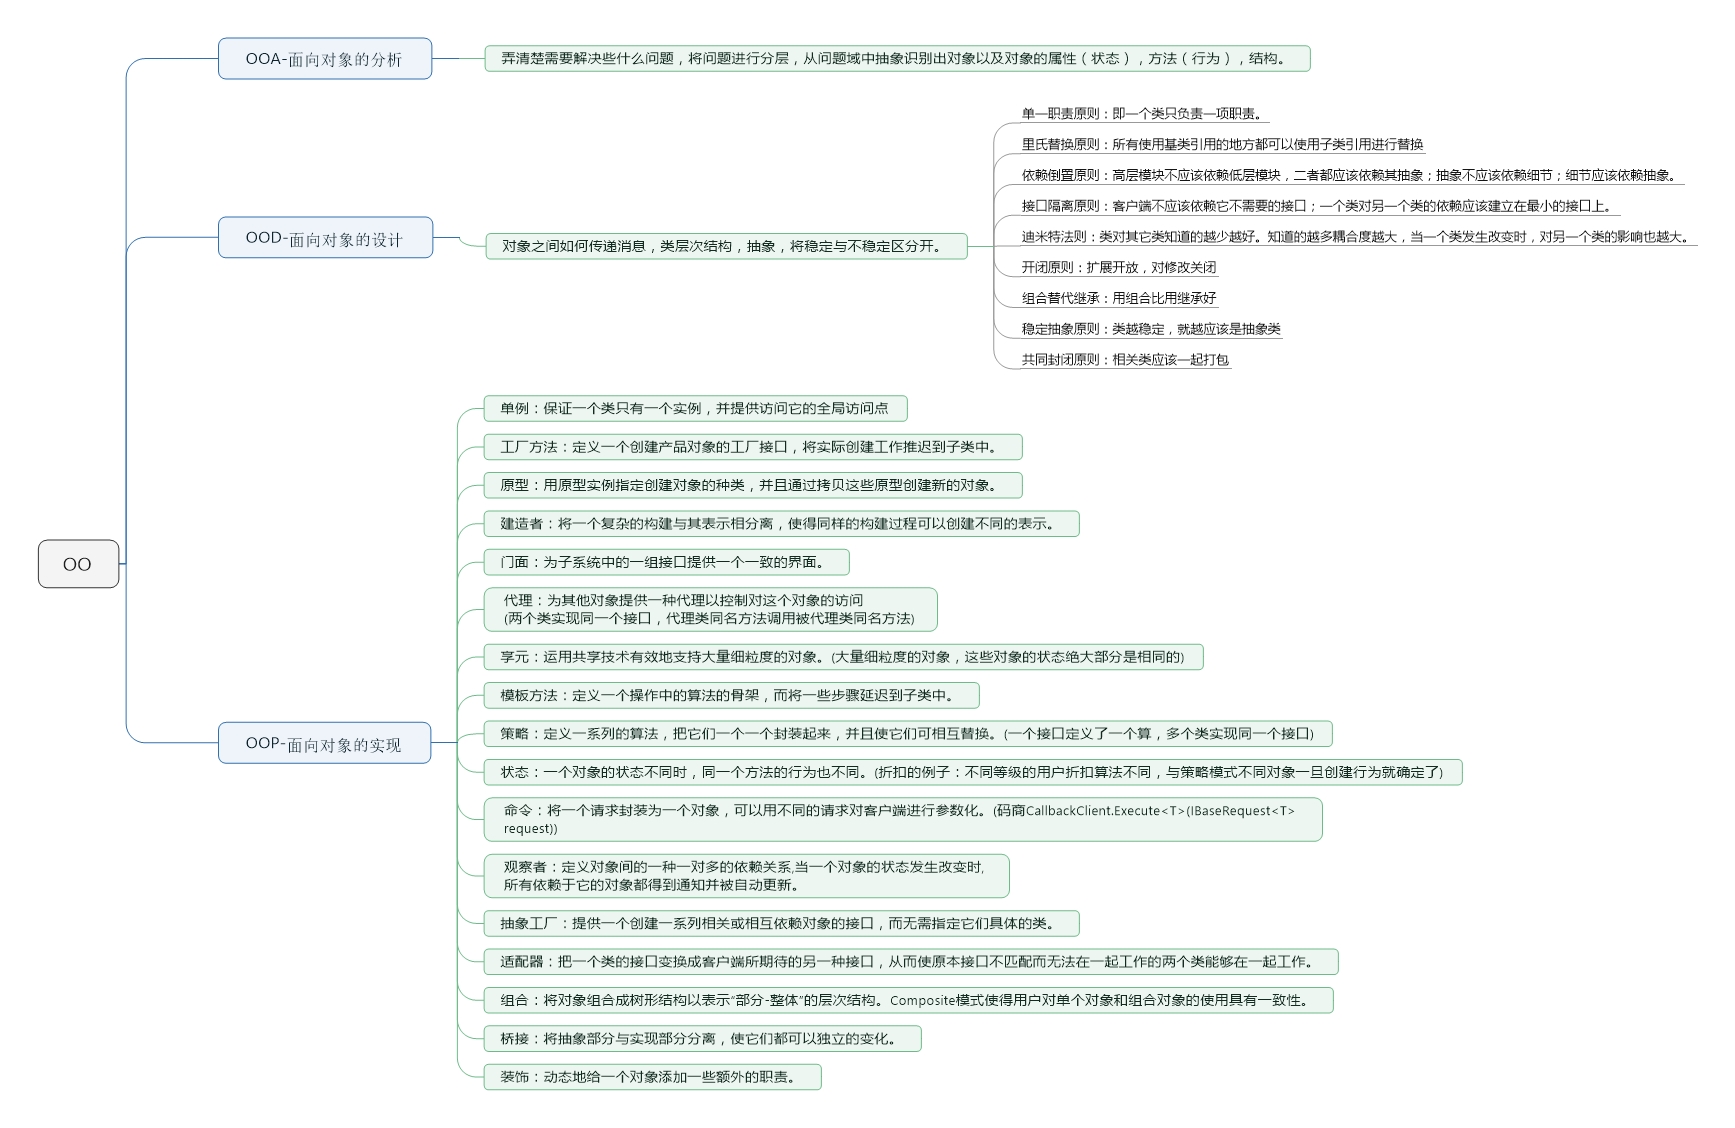 OOA-面向对象的分析
弄清楚需要解决些什么问题，将问题进行分层，从问题域中抽象识别出对象以及对象的属性（状态），方法（行为），结构。
OOD-面向对象的设计
对象之间如何传递消息，类层次结构，抽象，将稳定与不稳定区分开。
单一职责原则：即一个类只负责一项职责。
里氏替换原则：所有使用基类引用的地方都可以使用子类引用进行替换
依赖倒置原则：高层模块不应该依赖低层模块，二者都应该依赖其抽象；抽象不应该依赖细节；细节应该依赖抽象。
接口隔离原则：客户端不应该依赖它不需要的接口；一个类对另一个类的依赖应该建立在最小的接口上。
迪米特法则：类对其它类知道的越少越好。知道的越多耦合度越大，当一个类发生改变时，对另一个类的影响也越大。
开闭原则：扩展开放，对修改关闭
组合替代继承：用组合比用继承好
稳定抽象原则：类越稳定，就越应该是抽象类
共同封闭原则：相关类应该一起打包
OO
OOP-面向对象的实现
单例：保证一个类只有一个实例，并提供访问它的全局访问点
工厂方法：定义一个创建产品对象的工厂接口，将实际创建工作推迟到子类中。
原型：用原型实例指定创建对象的种类，并且通过拷贝这些原型创建新的对象。
建造者：将一个复杂的构建与其表示相分离，使得同样的构建过程可以创建不同的表示。
门面：为子系统中的一组接口提供一个一致的界面。
代理：为其他对象提供一种代理以控制对这个对象的访问
(两个类实现同一个接口，代理类同名方法调用被代理类同名方法)
享元：运用共享技术有效地支持大量细粒度的对象。(大量细粒度的对象，这些对象的状态绝大部分是相同的)
模板方法：定义一个操作中的算法的骨架，而将一些步骤延迟到子类中。
策略：定义一系列的算法，把它们一个一个封装起来，并且使它们可相互替换。(一个接口定义了一个算，多个类实现同一个接口)
状态：一个对象的状态不同时，同一个方法的行为也不同。(折扣的例子：不同等级的用户折扣算法不同，与策略模式不同对象一旦创建行为就确定了)
命令：将一个请求封装为一个对象，可以用不同的请求对客户端进行参数化。(码商CallbackClient.Execute<T>(IBaseRequest<T>
request))
观察者：定义对象间的一种一对多的依赖关系,当一个对象的状态发生改变时,
所有依赖于它的对象都得到通知并被自动更新。
抽象工厂：提供一个创建一系列相关或相互依赖对象的接口，而无需指定它们具体的类。
适配器：把一个类的接口变换成客户端所期待的另一种接口，从而使原本接口不匹配而无法在一起工作的两个类能够在一起工作。
组合：将对象组合成树形结构以表示“部分-整体”的层次结构。Composite模式使得用户对单个对象和组合对象的使用具有一致性。
桥接：将抽象部分与实现部分分离，使它们都可以独立的变化。
装饰：动态地给一个对象添加一些额外的职责。